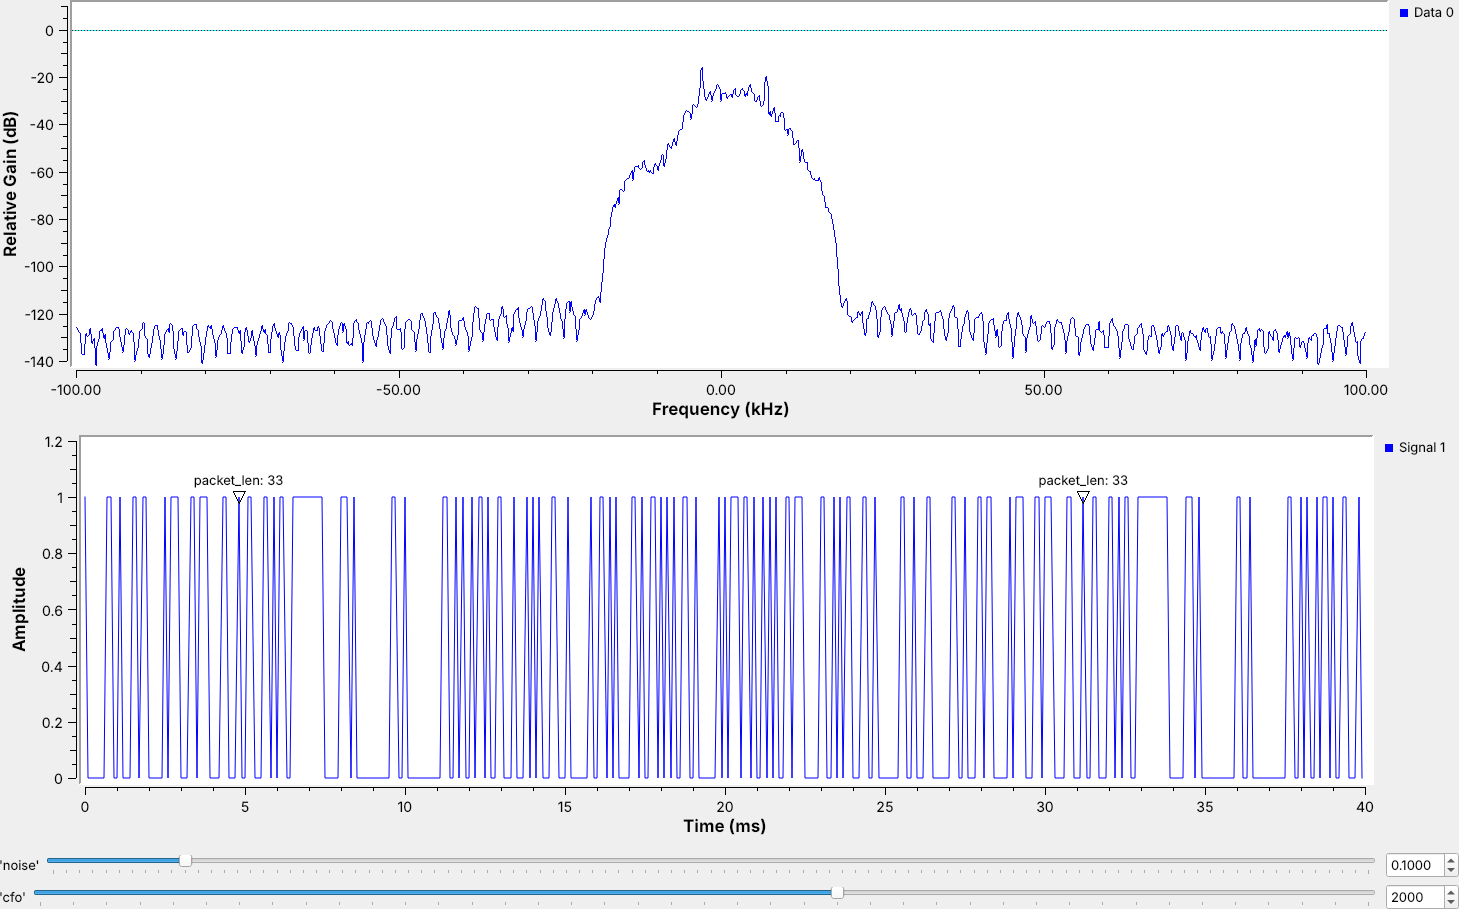 Data 0
0
-20
-40
-60
-80
-100
-120
-140
Relative Gain (dB)
-100.00 -50.00 0.00 50.00 100.00
Frequency (kHz)
Signal 1
1.2
1
0.8
0.6
0.4
0.2
0
Amplitude
packet_len: 33 packet_len: 33
0 5 10 15 20 25 30 35 40
Time (ms)
'noise' 0.1000
'cfo' 2000